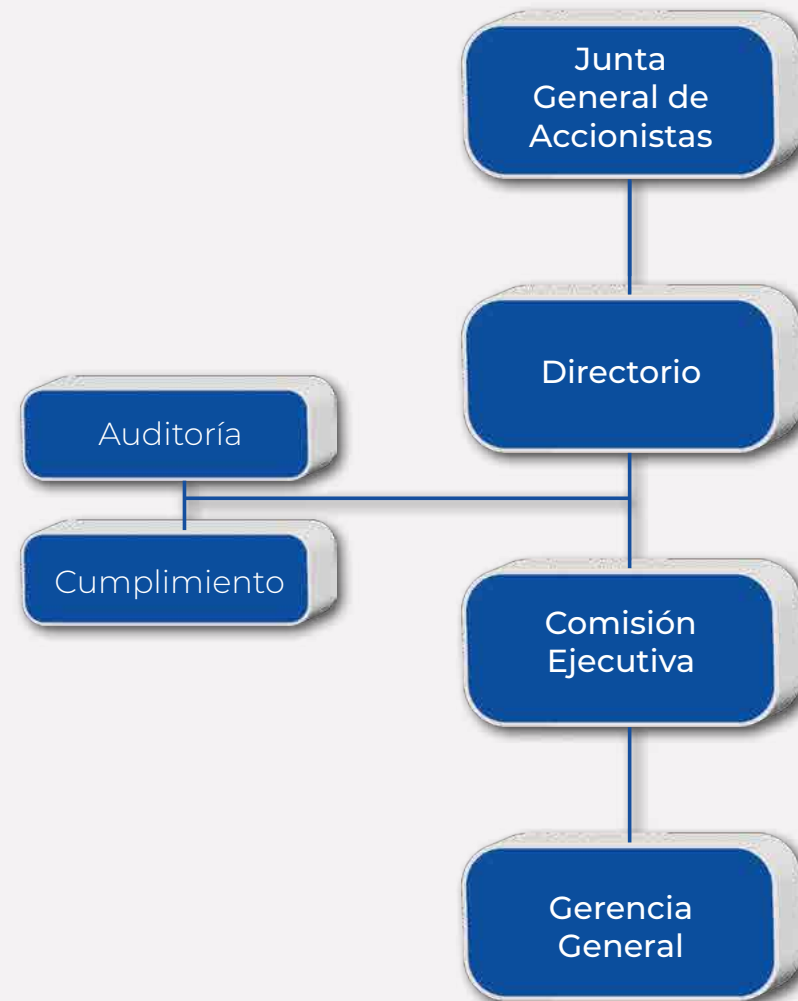 Junta
General de
Accionistas
Directorio
Auditoría
Cumplimiento
Comisión
Ejecutiva
Gerencia
General